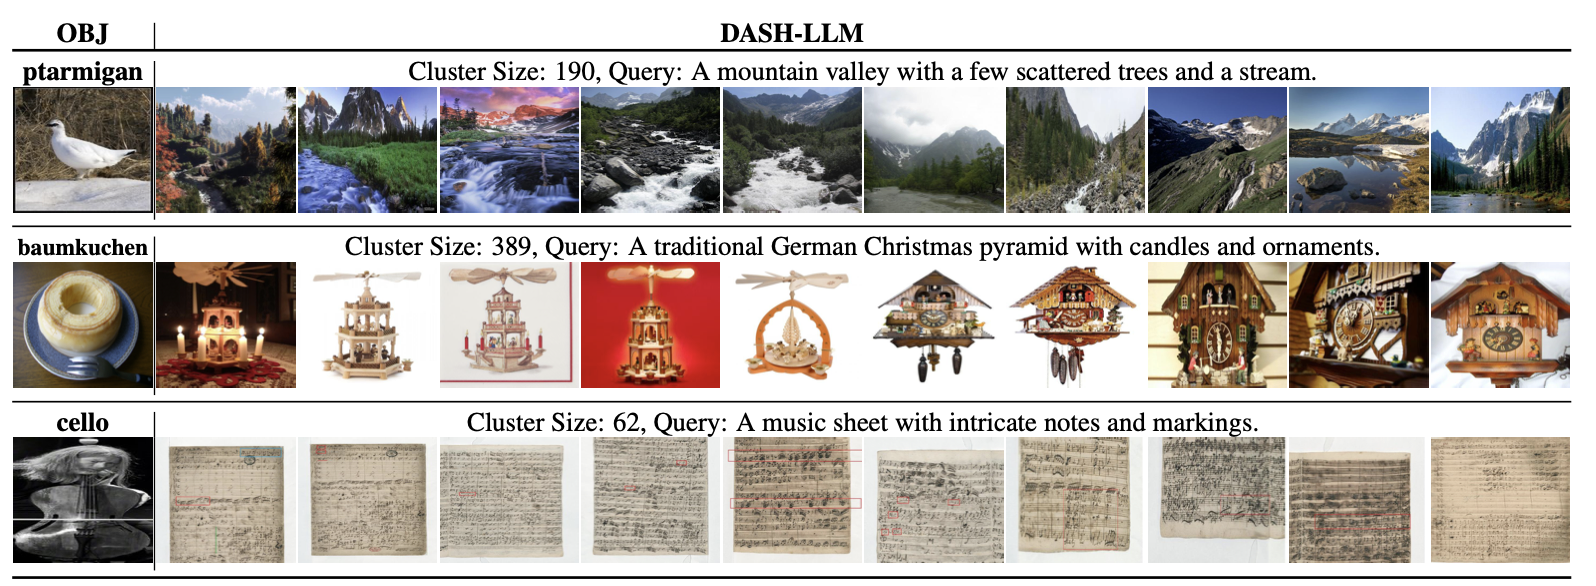 OBJ DASH-LLM
ptarmigan Cluster Size: 190, Query: A mountain valley with a few scattered trees and a stream.
baumkuchen Cluster Size: 389, Query: A traditional German Christmas pyramid with candles and ornaments.
cello Cluster Size: 62, Query: A music sheet with intricate notes and markings.